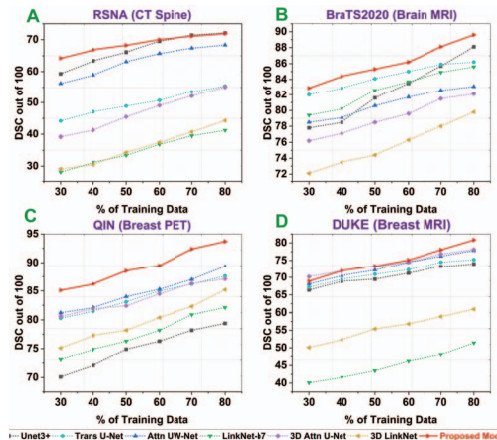 A
RSNA (CT Spine)
DSC out of 100
70
60
50
40
30
30 40 50 60 70 80
% of Training Data
B
BraTS2020 (Brain MRI)
DSC out of 100
90
88
86
84
82
80
78
76
74
72
30 40 50 60 70 80
% of Training Data
C
QIN (Breast PET)
DSC out of 100
95
90
85
80
75
70
30 40 50 60 70 80
% of Training Data
D
DUKE (Breast MRI)
DSC out of 100
80
75
70
65
60
55
50
45
40
30 40 50 60 70 80
% of Training Data
Unet3+ Trars U-Net Attn UW-Net LinkNet-b7 3D Attn U-Net 3D LinkNet Proposed Mod